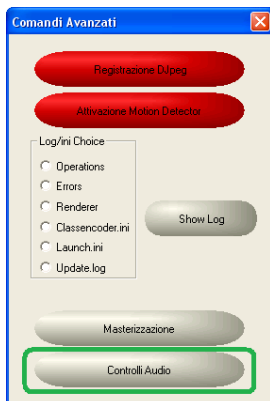 Comandi Avanzati
Registrazione DJpeg
Attivazione Motion Detector
Log/ini Choice
Operations
Errors
Renderer
Classencoder.ini
Launch.ini
Update.log
Show Log
Masterizzazione
Controlli Audio